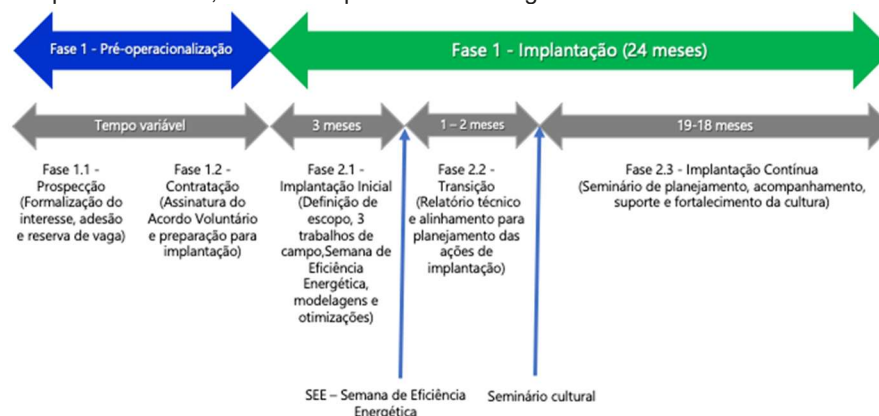 Fase 1 - Pré-operacionalização
Fase 1 - Implantação (24 meses)
Tempo variável
3 meses
1 – 2 meses
19-18 meses
Fase 1.1 -
Prospecção
(Formalização do
interesse, adesão
e reserva de vaga)
Fase 1.2 -
Contratação
(Assinatura do
Acordo Voluntário
e preparação para
implantação)
Fase 2.1 -
Implantação Inicial
(Definição de
escopo, 3
trabalhos de
campo,Semana de
Eficiência
Energética,
modelagens e
otimizações)
Fase 2.2 -
Transição
(Relatório técnico
e alinhamento para
planejamento das
ações de
implantação)
Fase 2.3 - Implantação Contínua
(Seminário de planejamento, acompanhamento,
suporte e fortalecimento da cultura)
SEE – Semana de Eficiência
Energética
Seminário cultural